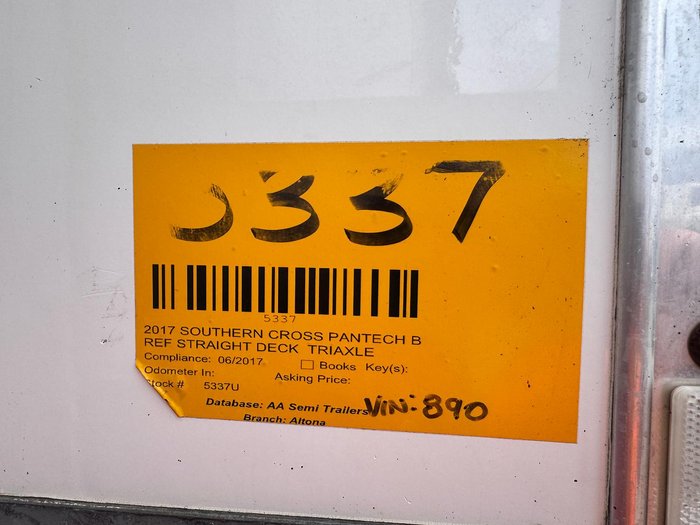 5337
5337
2017 SOUTHERN CROSS PANTECH B
REF STRAIGHT DECK TRIAXLE
Compliance: 06/2017 Books Key(s):
Odometer In: Asking Price:
Stock # 5337U
Database: AA Semi Trailers VIN: 890
Branch: Altona